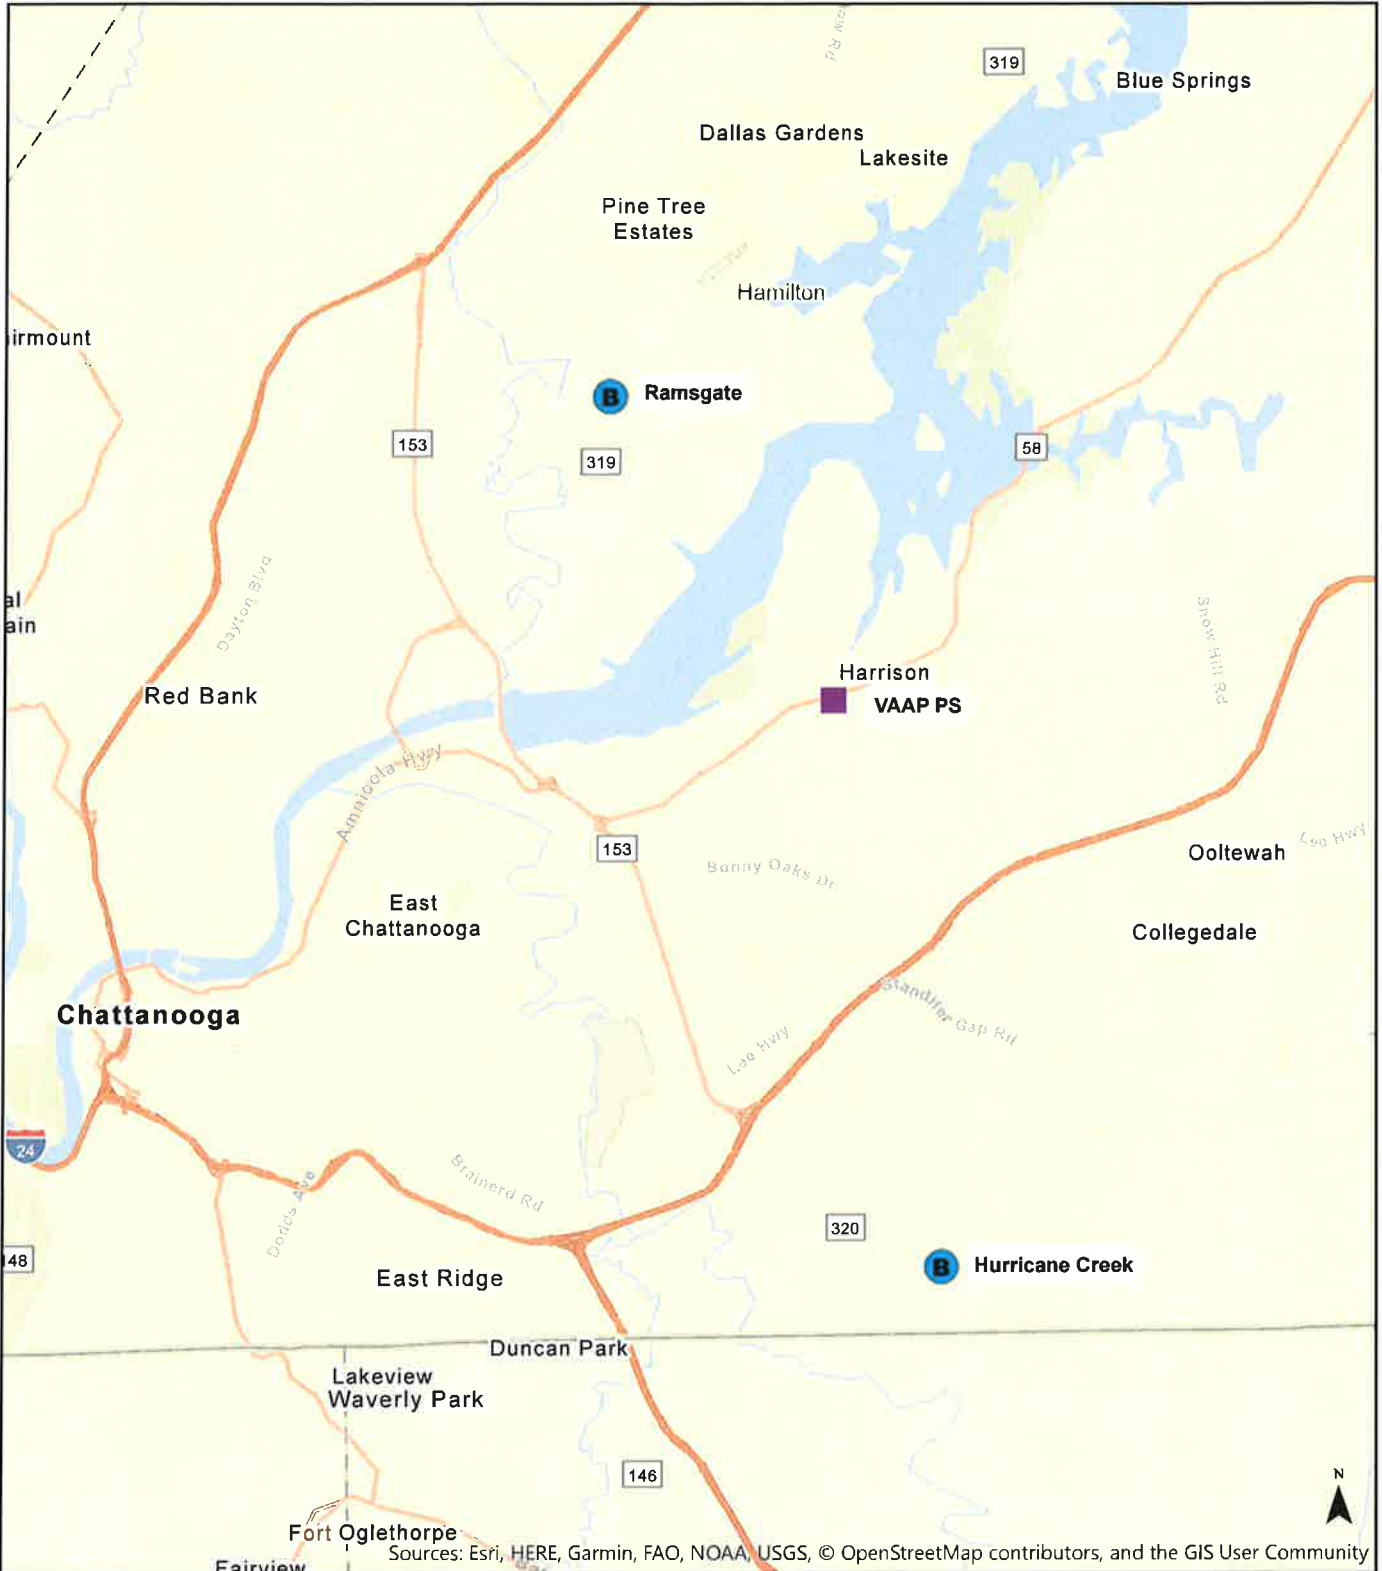 ow Rd
319
Blue Springs
Dallas Gardens
Lakesite
Pine Tree
Estates
Hamilton
irmount
B
Ramsgate
153
319
58
Dayton Blvd
al
ain
Snow Hill Rd
Harrison
Red Bank
VAAP PS
Amnicola Hwy
153
Bonny Oaks Dr
Ooltewah
Lee Hwy
East
Chattanooga
Collegedale
Standifer Gap Rd
Chattanooga
Lee Hwy
24
Brainerd Rd
Dodds Ave
320
48
B
Hurricane Creek
East Ridge
Duncan Park
Lakeview
Waverly Park
146
N
Fort Oglethorpe
Sources: Esri, HERE, Garmin, FAO, NOAA, USGS, © OpenStreetMap contributors, and the GIS User Community
Fairview